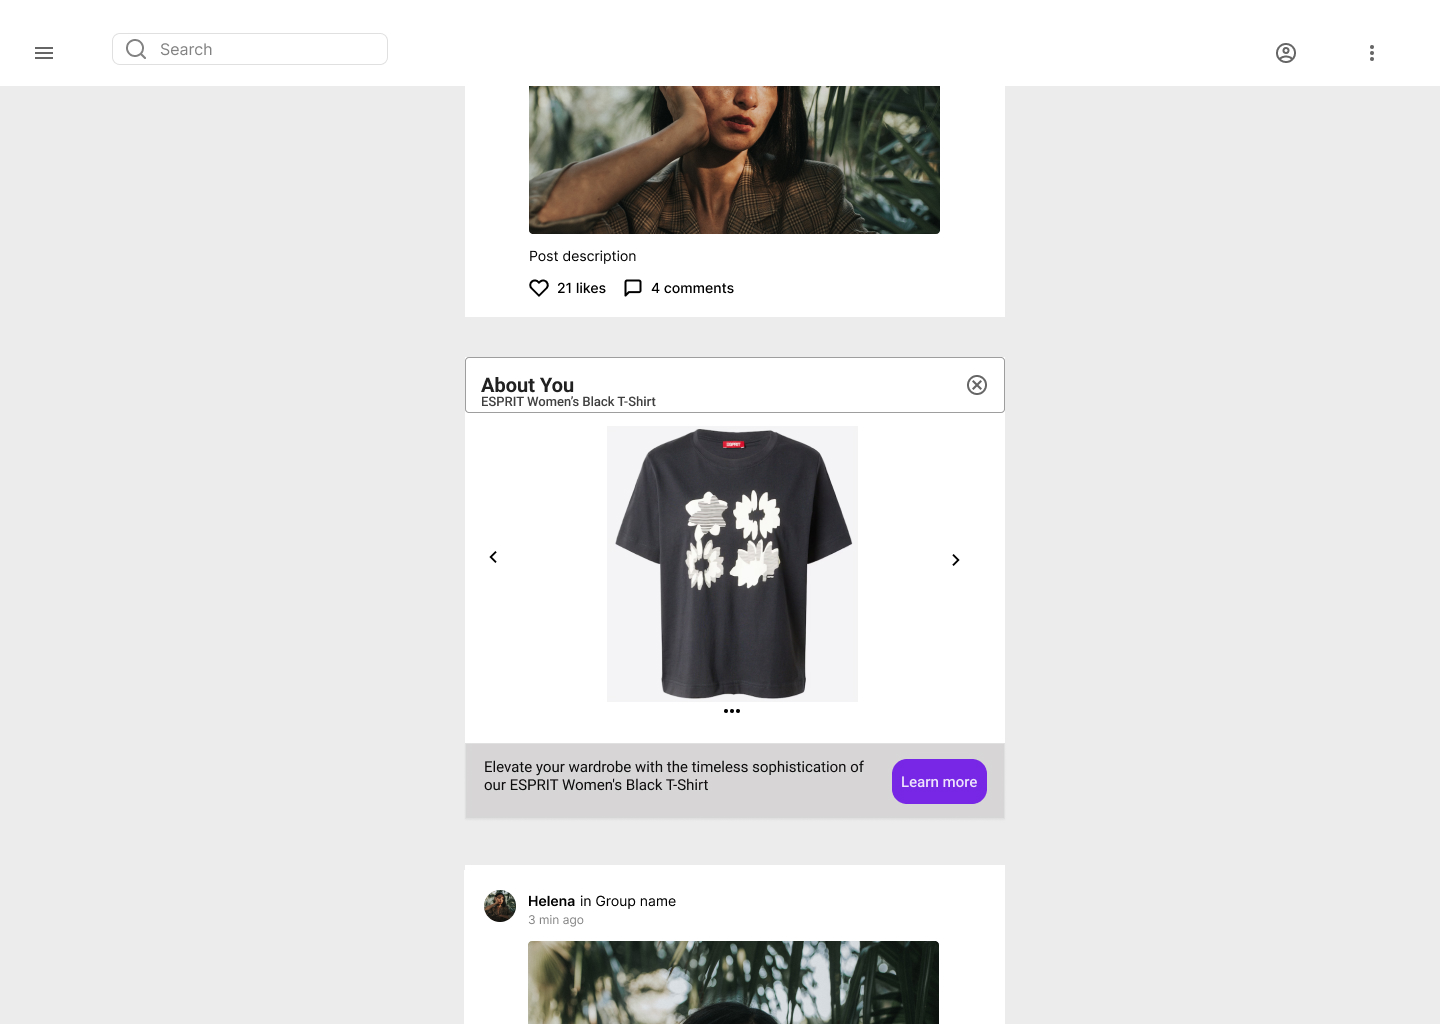 Search
Post description
21 likes 4 comments
About You
ESPRIT Women's Black T-Shirt
ESPRIT
Elevate your wardrobe with the timeless sophistication of
our ESPRIT Women's Black T-Shirt
Learn more
Helena in Group name
3 min ago